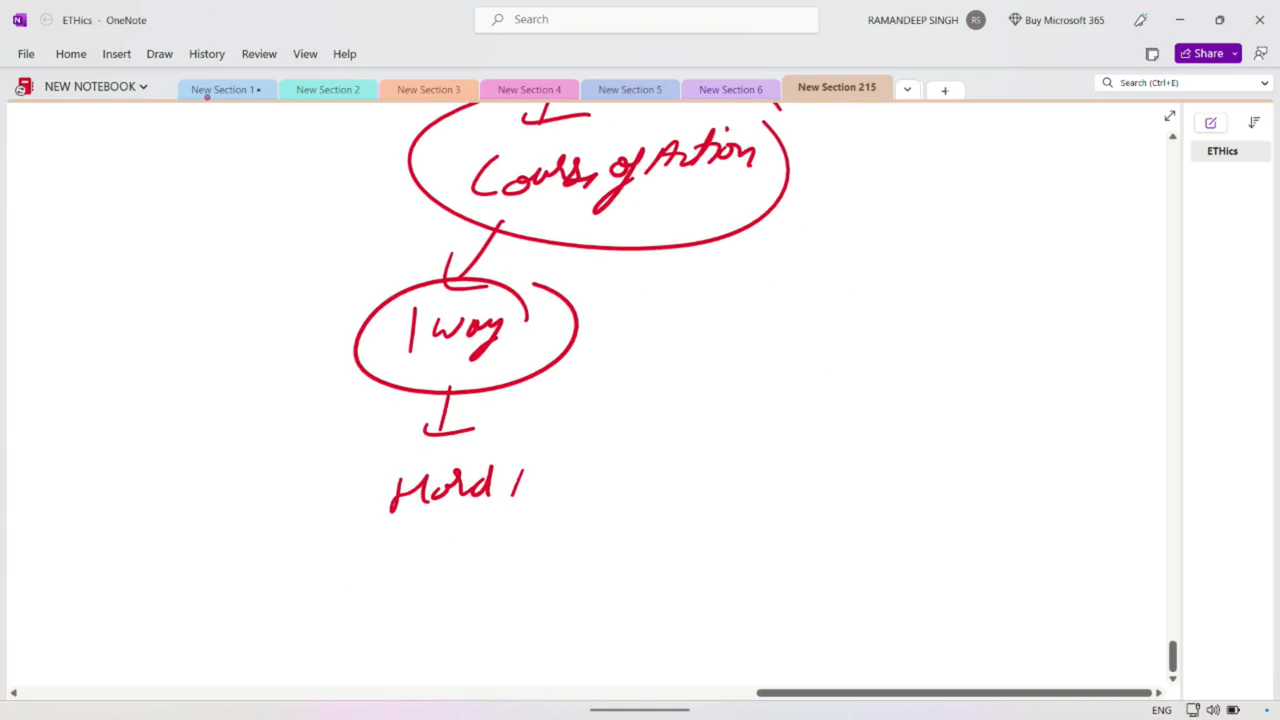 ETHics - OneNote
Search
RAMANDEEP SINGH RS Buy Microsoft 365
File Home Insert Draw History Review View Help Share
NEW NOTEBOOK New Section 1 New Section 2 New Section 3 New Section 4 New Section 5 New Section 6 New Section 215 Search (Ctrl+E)
ETHics
Course of Action
1 way
Hard
ENG